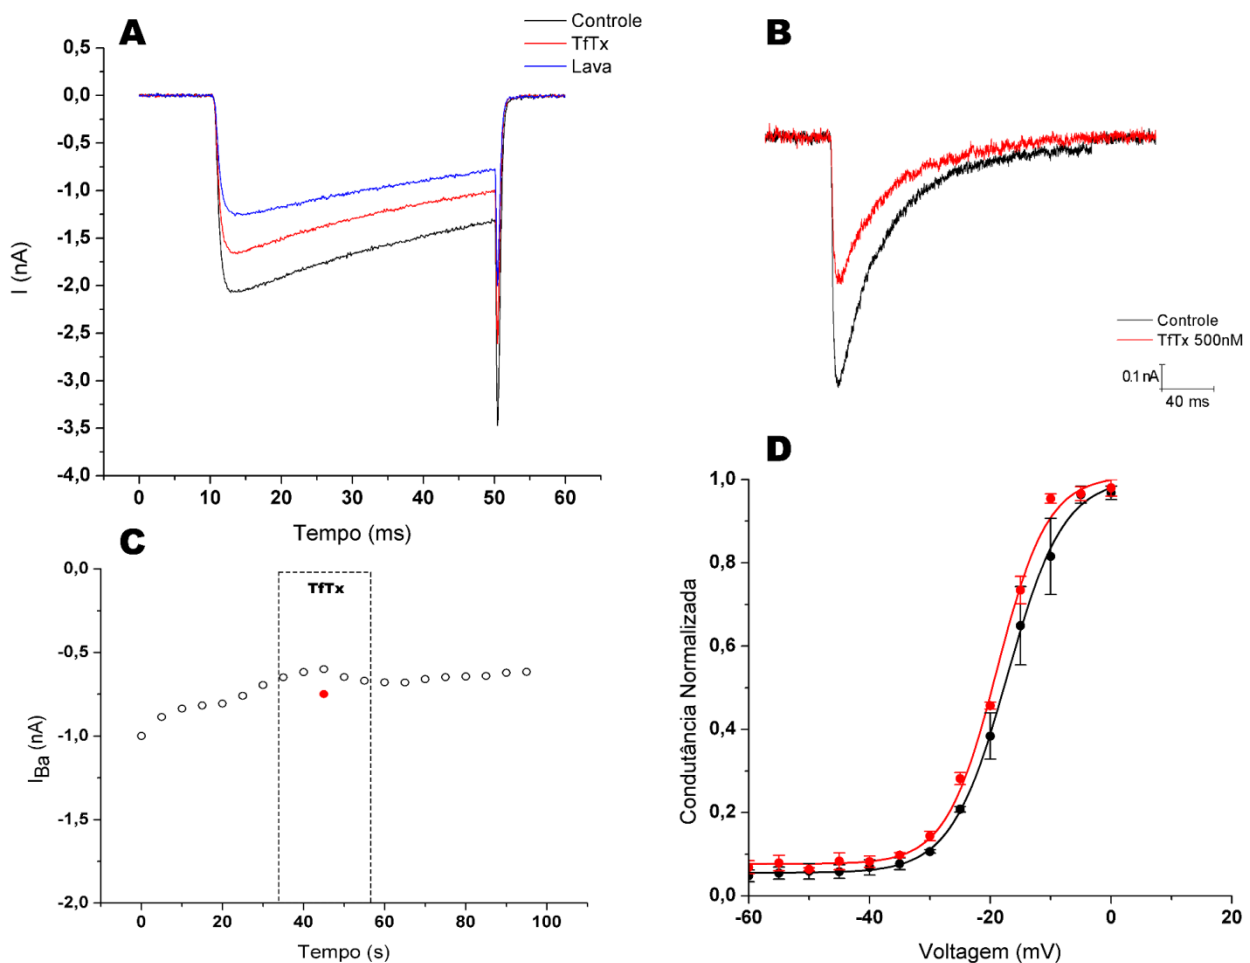 A
Controle
TfTx
Lava
0,5
0,0
-0,5
-1,0
-1,5
-2,0
-2,5
-3,0
-3,5
-4,0
I (nA)
0
10
20
30
40
50
60
Tempo (ms)
B
Controle
TfTx 500nM
0.1 nA
40 ms
C
TfTx
0,0
-0,5
-1,0
-1,5
-2,0
IBa (nA)
0
20
40
60
80
100
Tempo (s)
D
1,0
0,8
0,6
0,4
0,2
0,0
Condutância Normalizada
-60
-40
-20
0
20
Voltagem (mV)